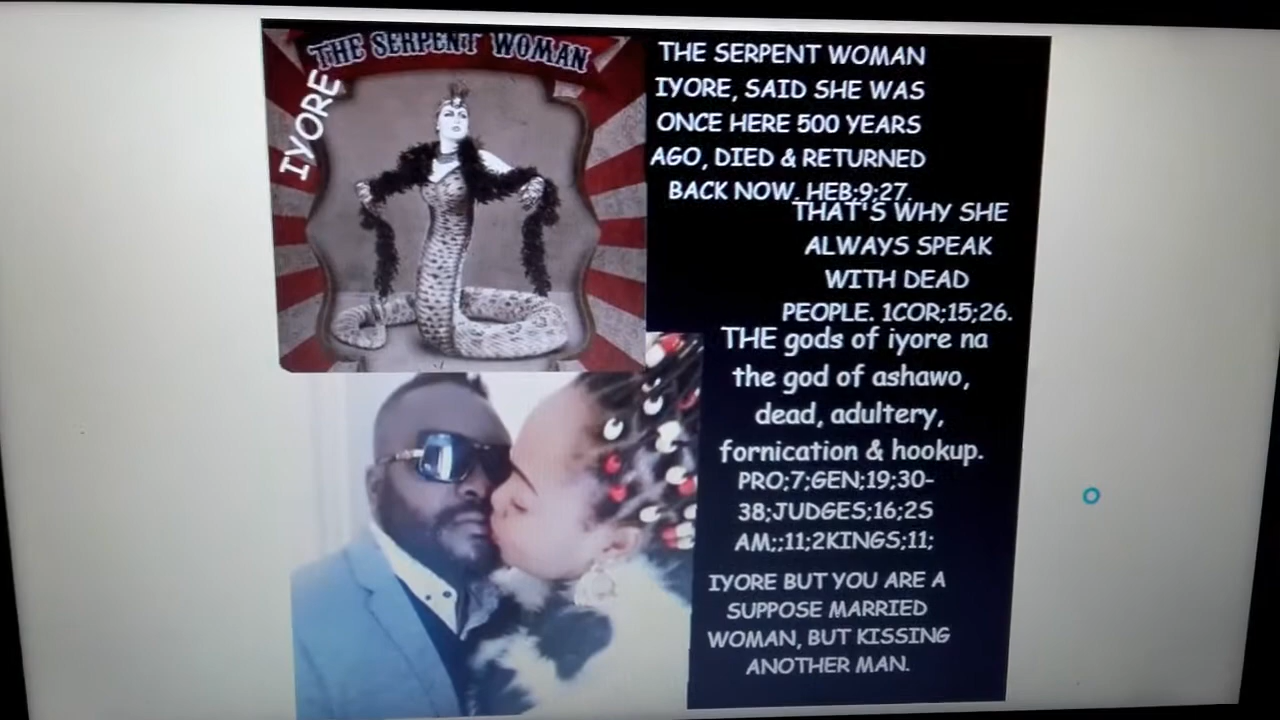 THE SERPENT WOMAN
IYORE
THE SERPENT WOMAN
IYORE, SAID SHE WAS
ONCE HERE 500 YEARS
AGO, DIED & RETURNED
BACK NOW. HEB;9;27.
THAT'S WHY SHE
ALWAYS SPEAK
WITH DEAD
PEOPLE. 1COR;15;26.
THE gods of iyore na
the god of ashawo,
dead, adultery,
fornication & hookup.
PRO;7;GEN;19;30-
38;JUDGES;16;2S
AM;;11;2KINGS;11;
IYORE BUT YOU ARE A
SUPPOSE MARRIED
WOMAN, BUT KISSING
ANOTHER MAN.